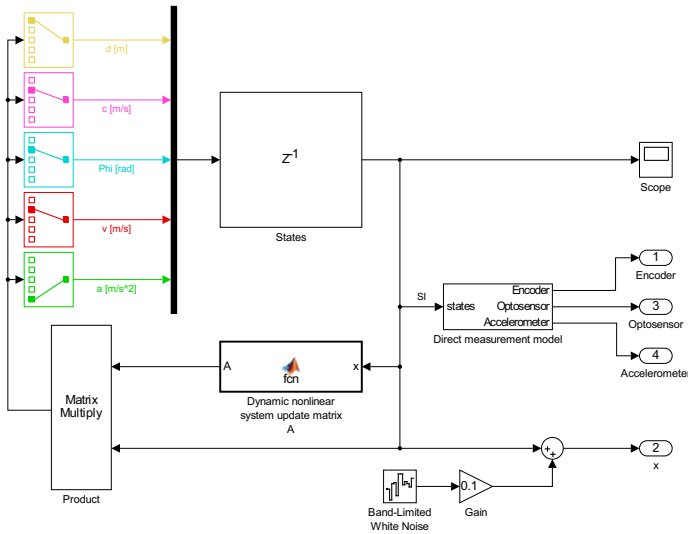 d [m]
c [m/s]
Phi [rad]
v [m/s]
a [m/s^2]
Z-1
States
Scope
1
Encoder
SI
states
Encoder
Optosensor
Accelerometer
Direct measurement model
3
Optosensor
4
Accelerometer
Matrix
Multiply
Product
A
fcn
x
Dynamic nonlinear
system update matrix
A
+
+
2
x
Band-Limited
White Noise
0.1
Gain